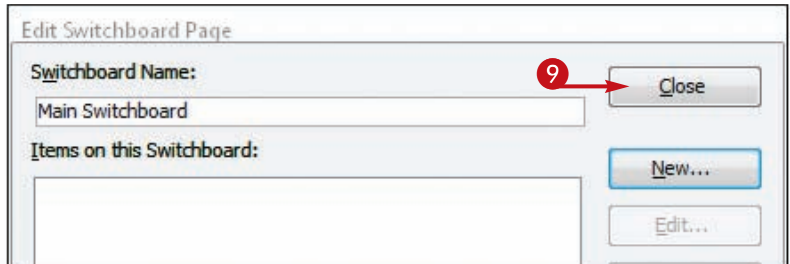 Edit Switchboard Page
Switchboard Name:
9
Close
Main Switchboard
Items on this Switchboard:
New...
Edit...